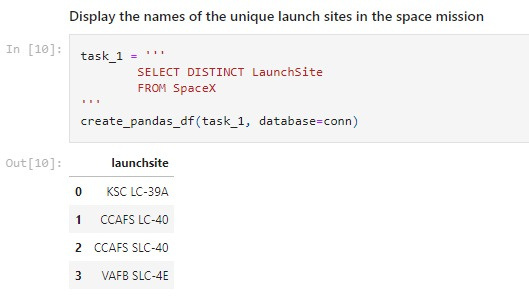 Display the names of the unique launch sites in the space mission
In [10]:
task_1 = '''
SELECT DISTINCT LaunchSite
FROM SpaceX
'''
create_pandas_df(task_1, database=conn)
Out[10]:
launchsite
0 KSC LC-39A
1 CCAFS LC-40
2 CCAFS SLC-40
3 VAFB SLC-4E